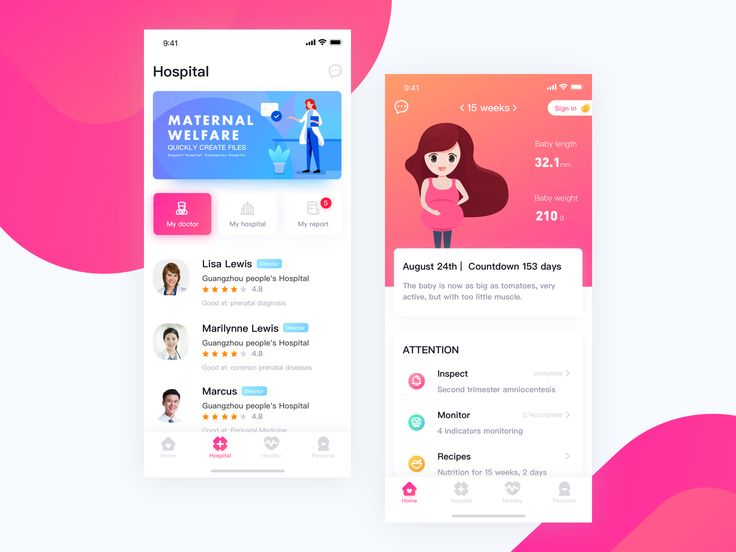 9:41
Hospital
MATERNAL
WELFARE
QUICKLY CREATE FILES
Support hospital: Guangzhou Hospital
My doctor
My hospital
5
My report
Lisa Lewis Director
Guangzhou people's Hospital
4.8
Good at: prenatal diagnosis
Marilynne Lewis Director
Guangzhou people's Hospital
4.8
Good at: common prenatal diseases
Marcus Director
Guangzhou people's Hospital
4.8
Good at: Perinatal Medicine
Home
Hospital
Healthy
Personal
9:41
< 15 weeks >
Sign in
Baby length
32.1mm
Baby weight
210 g
August 24th | Countdown 153 days
The baby is now as big as tomatoes, very
active, but with too little muscle.
ATTENTION
Inspect complete >
Second trimester amniocentesis
Monitor 2/4complete >
4 indicators monitoring
Recipes >
Nutrition for 15 weeks, 2 days
Home
Hospital
Healthy
Personal